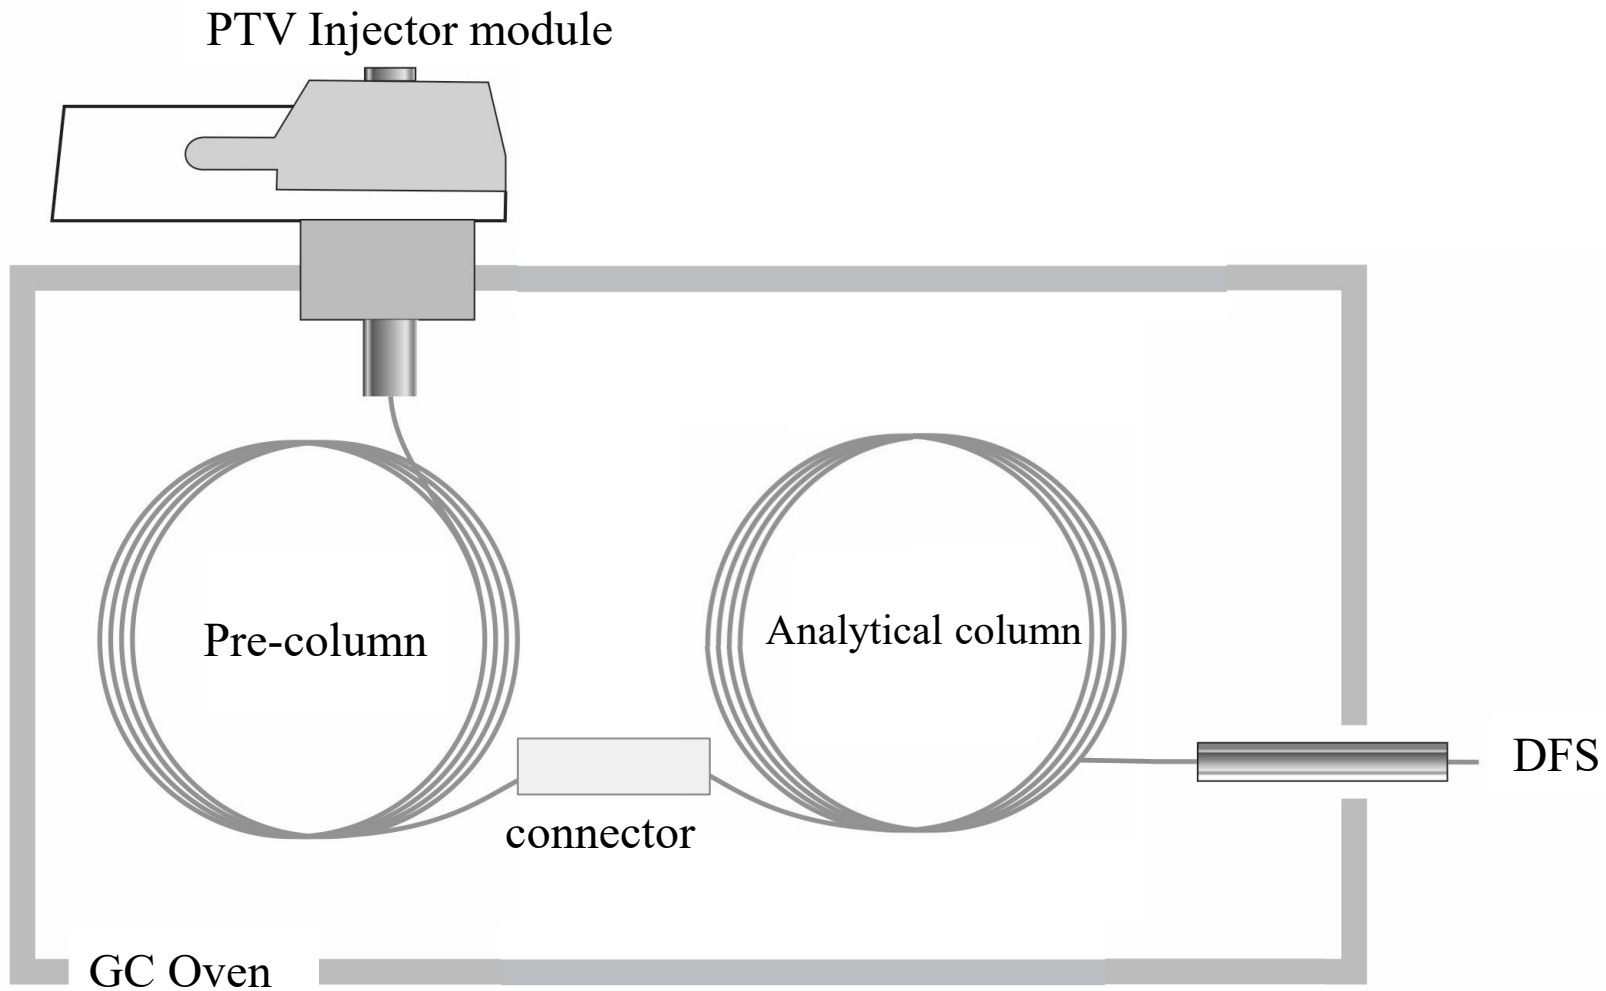 PTV Injector module
Pre-column
Analytical column
connector
DFS
GC Oven